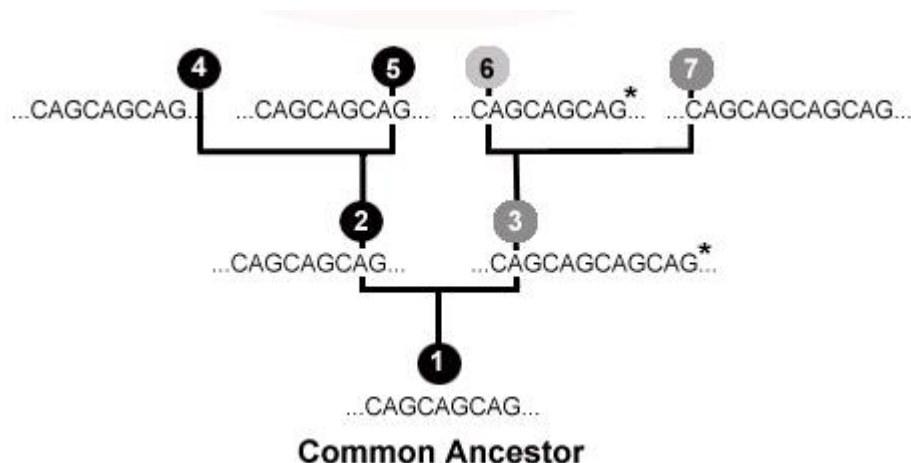 4 5 6 7
...CAGCAGCAG... ...CAGCAGCAG... ...CAGCAGCAG*... ...CAGCAGCAGCAG...
2 3
...CAGCAGCAG... ...CAGCAGCAGCAG*...
1
...CAGCAGCAG...
Common Ancestor